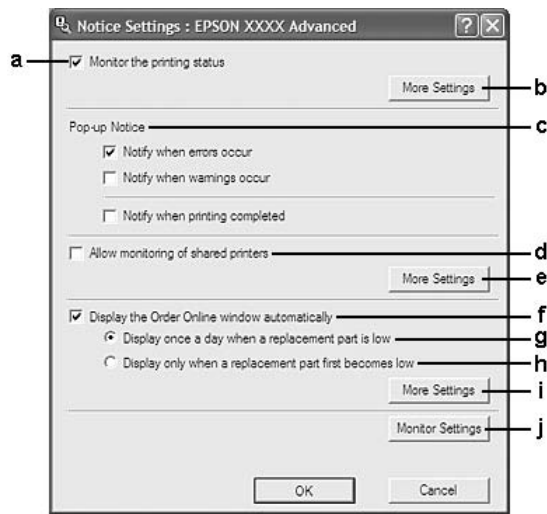 Notice Settings : EPSON XXXX Advanced
a Monitor the printing status
More Settings b
Pop-up Notice c
Notify when errors occur
Notify when warnings occur
Notify when printing completed
Allow monitoring of shared printers d
More Settings e
Display the Order Online window automatically f
Display once a day when a replacement part is low g
Display only when a replacement part first becomes low h
More Settings i
Monitor Settings j
OK Cancel